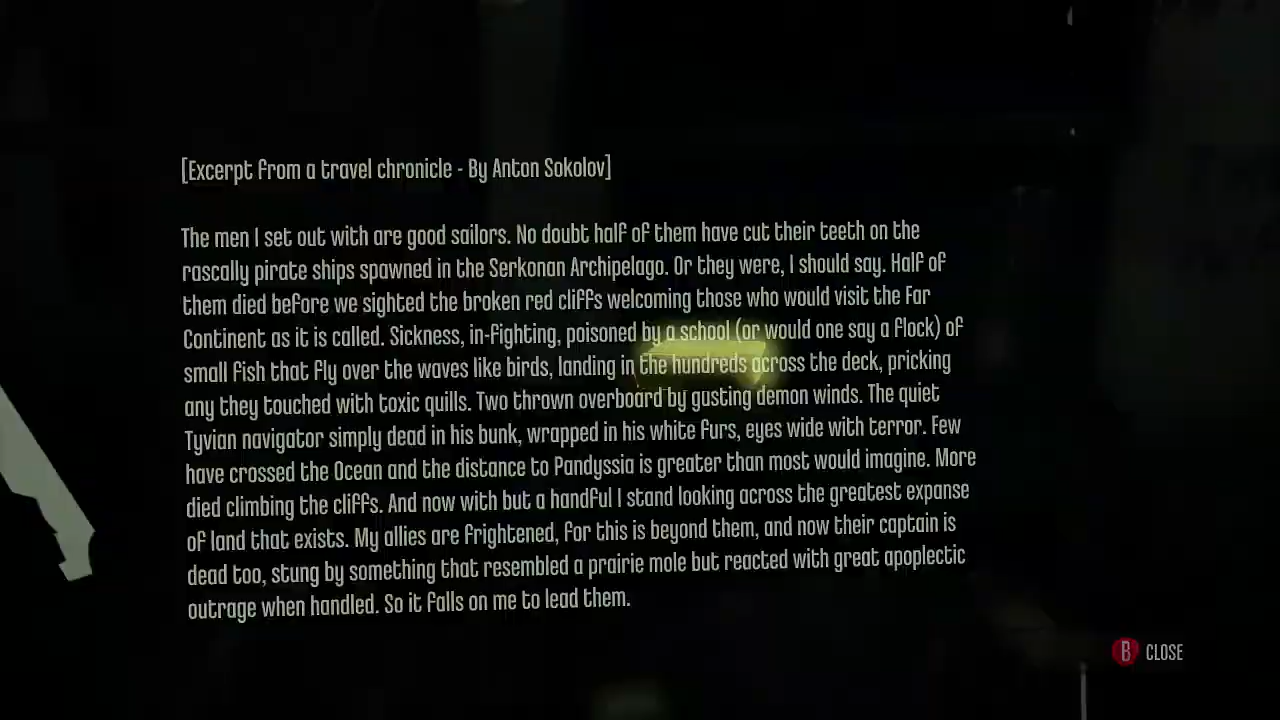 [Excerpt from a travel chronicle - By Anton Sokolov]
The men I set out with are good sailors. No doubt half of them have cut their teeth on the
rascally pirate ships spawned in the Serkonan Archipelago. Or they were, I should say. Half of
them died before we sighted the broken red cliffs welcoming those who would visit the Far
Continent as it is called. Sickness, in-fighting, poisoned by a school (or would one say a flock) of
small fish that fly over the waves like birds, landing in the hundreds across the deck, pricking
any they touched with toxic quills. Two thrown overboard by gusting demon winds. The quiet
Tyvian navigator simply dead in his bunk, wrapped in his white furs, eyes wide with terror. Few
have crossed the Ocean and the distance to Pandyssia is greater than most would imagine. More
died climbing the cliffs. And now with but a handful I stand looking across the greatest expanse
of land that exists. My allies are frightened, for this is beyond them, and now their captain is
dead too, stung by something that resembled a prairie mole but reacted with great apoplectic
outrage when handled. So it falls on me to lead them.
B CLOSE